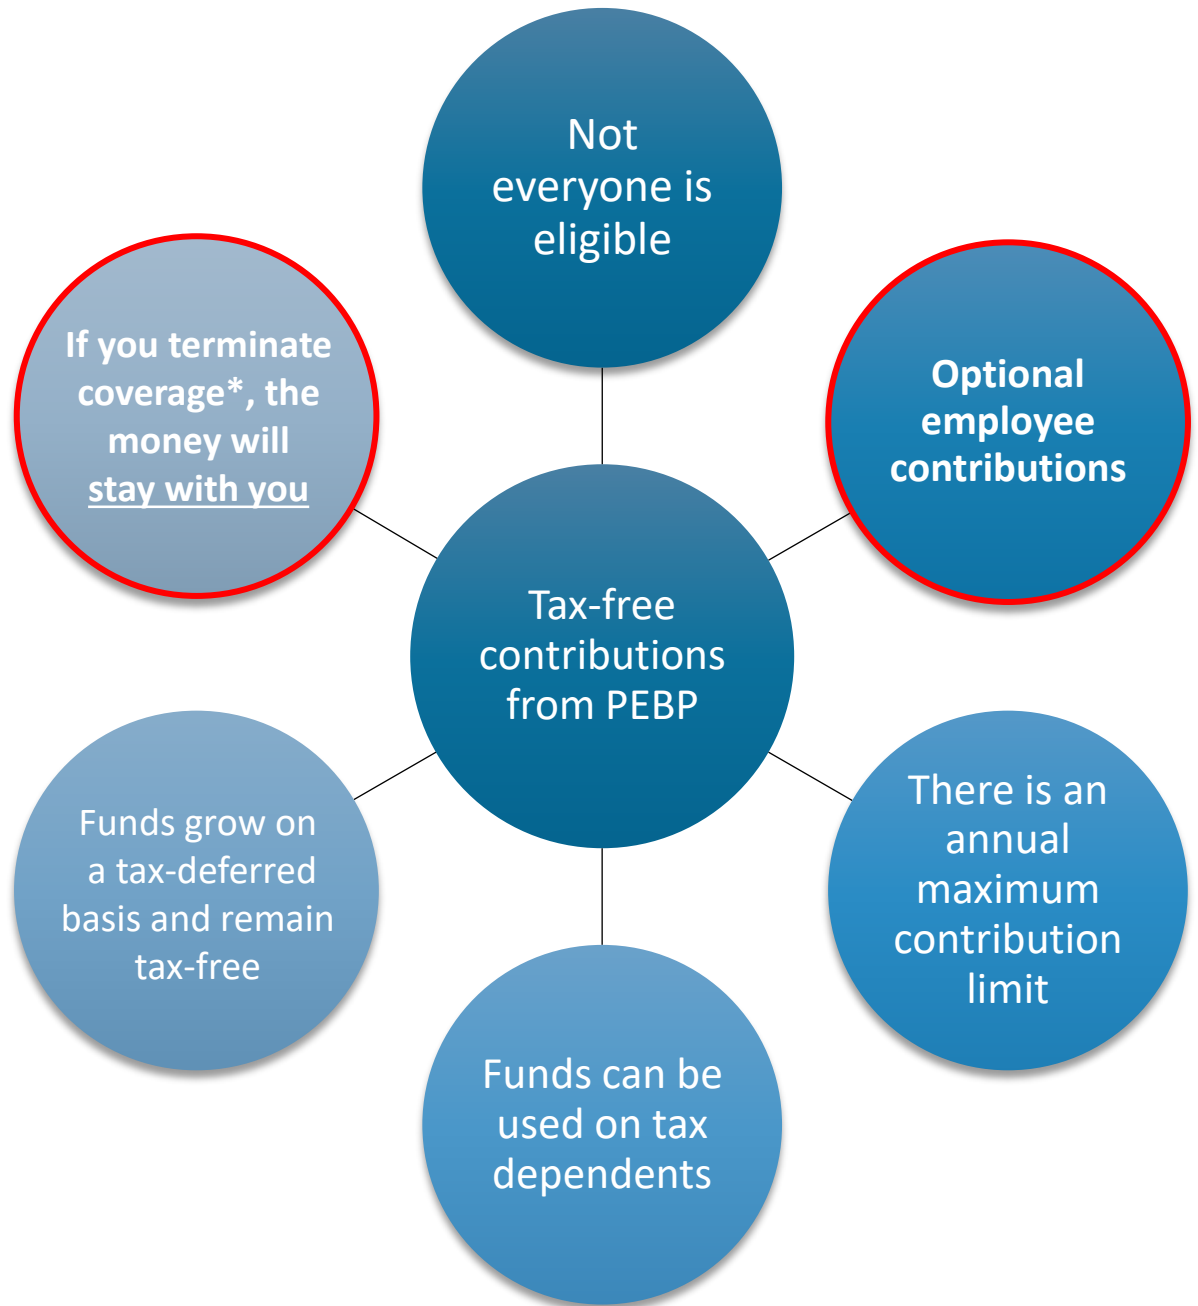 Not
everyone is
eligible
If you terminate
coverage*, the
money will
stay with you
Optional
employee
contributions
Tax-free
contributions
from PEBP
Funds grow on
a tax-deferred
basis and remain
tax-free
There is an
annual
maximum
contribution
limit
Funds can be
used on tax
dependents